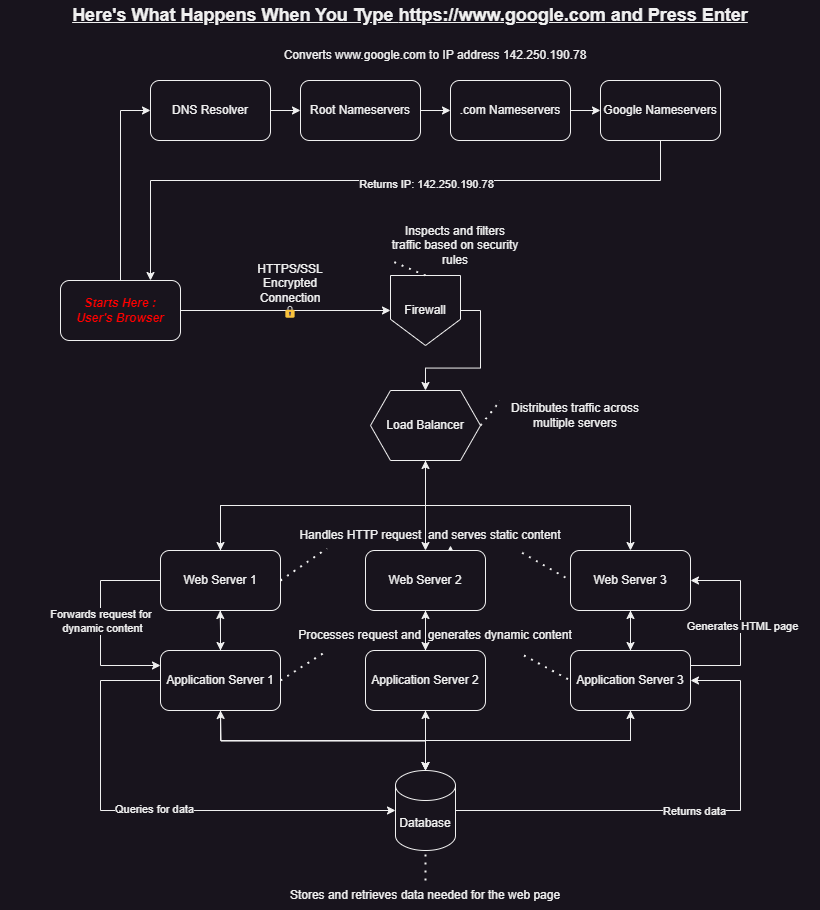 Here's What Happens When You Type https://www.google.com and Press Enter
Converts www.google.com to IP address 142.250.190.78
DNS Resolver
Root Nameservers
.com Nameservers
Google Nameservers
Returns IP: 142.250.190.78
Inspects and filters
traffic based on security
rules
HTTPS/SSL
Encrypted
Connection
Starts Here :
User's Browser
Firewall
Load Balancer
Distributes traffic across
multiple servers
Handles HTTP request and serves static content
Web Server 1
Web Server 2
Web Server 3
Forwards request for
dynamic content
Generates HTML page
Processes request and generates dynamic content
Application Server 1
Application Server 2
Application Server 3
Queries for data
Returns data
Database
Stores and retrieves data needed for the web page